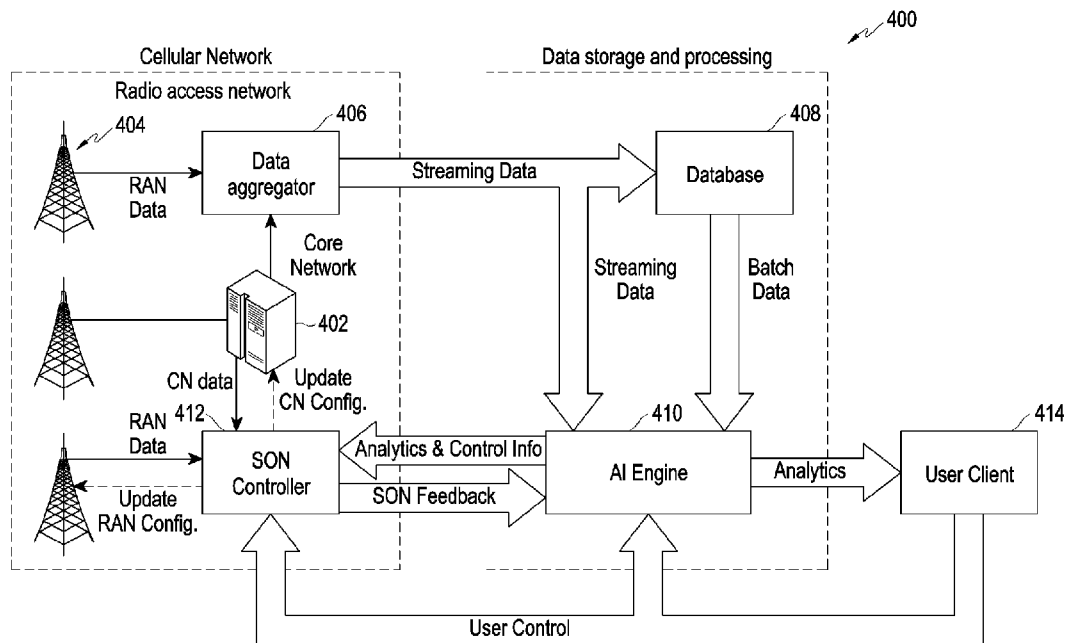 400
Cellular Network
Data storage and processing
Radio access network
404
406
408
Data
aggregator
RAN
Data
Streaming Data
Database
Core
Network
402
Streaming
Data
Batch
Data
CN data
Update
CN Config.
412
410
414
RAN
Data
SON
Controller
Analytics & Control Info
SON Feedback
AI Engine
Analytics
User Client
Update
RAN Config.
User Control